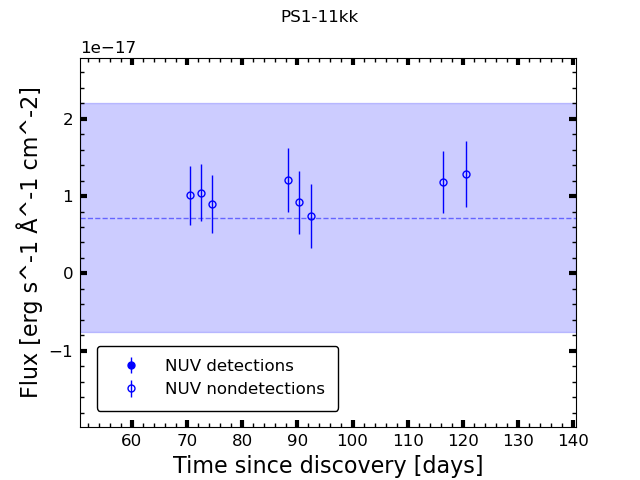 PS1-11kk
1e−17
Flux [erg s^-1 Å^-1 cm^-2]
2
1
0
−1
NUV detections
NUV nondetections
60 70 80 90 100 110 120 130 140
Time since discovery [days]